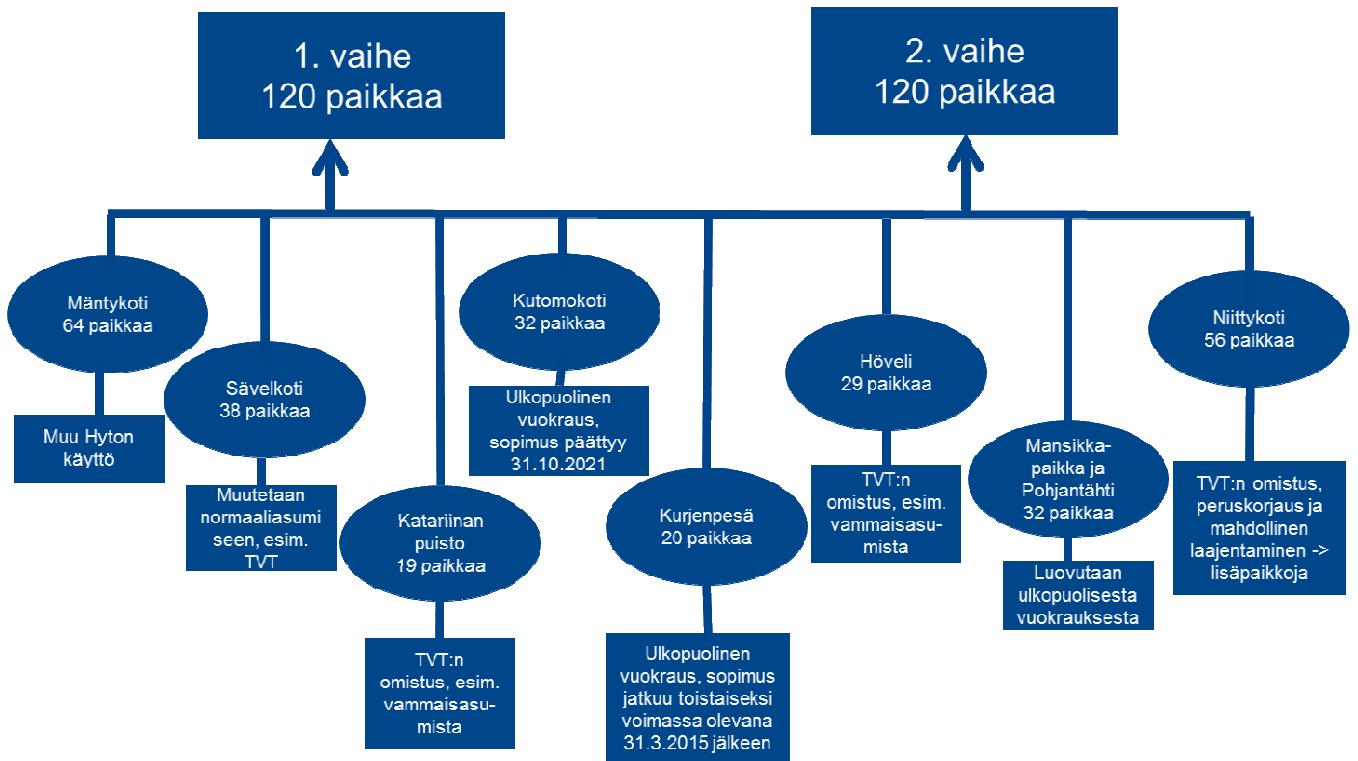 1. vaihe
120 paikkaa
2. vaihe
120 paikkaa
Mäntykoti
64 paikkaa
Muu Hyton
käyttö
Sävelkoti
38 paikkaa
Muutetaan
normaaliasumi
seen, esim.
TVT
Katariinan
puisto
19 paikkaa
TVT:n
omistus, esim.
vammaisasu-
mista
Kutomokoti
32 paikkaa
Ulkopuolinen
vuokraus,
sopimus päättyy
31.10.2021
Kurjenpesä
20 paikkaa
Ulkopuolinen
vuokraus, sopimus
jatkuu toistaiseksi
voimassa olevana
31.3.2015 jälkeen
Höveli
29 paikkaa
TVT:n
omistus, esim.
vammaisasu-
mista
Mansikka-
paikka ja
Pohjantähti
32 paikkaa
Luovutaan
ulkopuolisesta
vuokrauksesta
Niittykoti
56 paikkaa
TVT:n omistus,
peruskorjaus ja
mahdollinen
laajentaminen ->
lisäpaikkoja